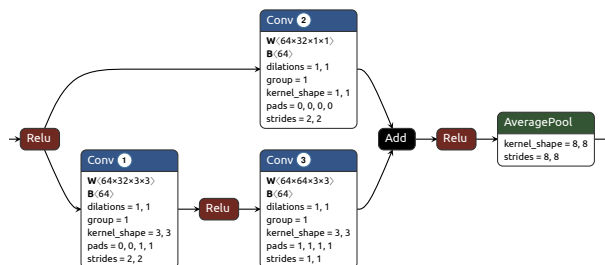 Conv 2
W⟨64×32×1×1⟩
B⟨64⟩
dilations = 1, 1
group = 1
kernel_shape = 1, 1
pads = 0, 0, 0, 0
strides = 2, 2
Relu
Conv 1
W⟨64×32×3×3⟩
B⟨64⟩
dilations = 1, 1
group = 1
kernel_shape = 3, 3
pads = 0, 0, 1, 1
strides = 2, 2
Relu
Conv 3
W⟨64×64×3×3⟩
B⟨64⟩
dilations = 1, 1
group = 1
kernel_shape = 3, 3
pads = 1, 1, 1, 1
strides = 1, 1
Add
Relu
AveragePool
kernel_shape = 8, 8
strides = 8, 8